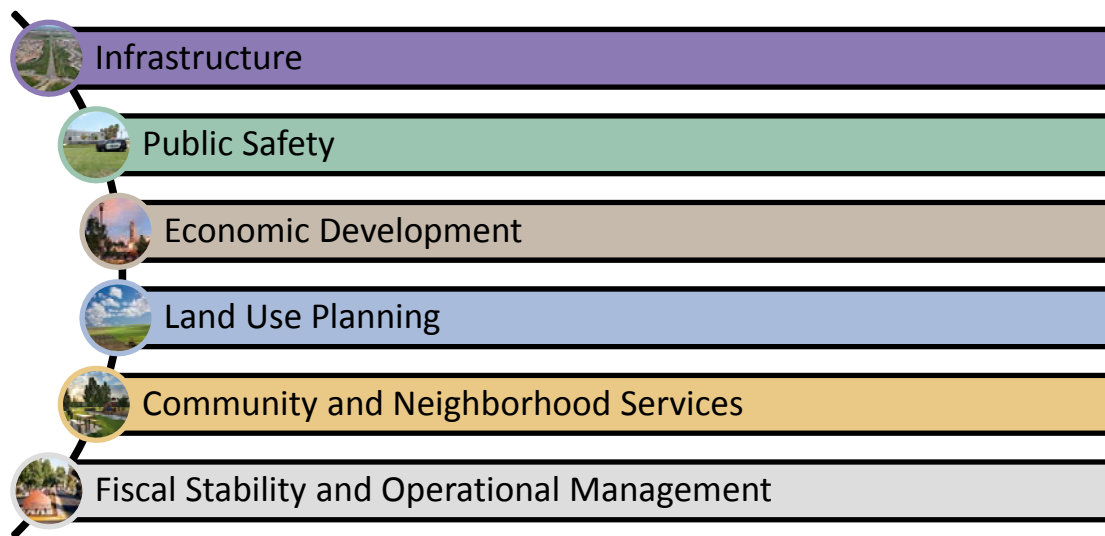 Infrastructure
Public Safety
Economic Development
Land Use Planning
Community and Neighborhood Services
Fiscal Stability and Operational Management